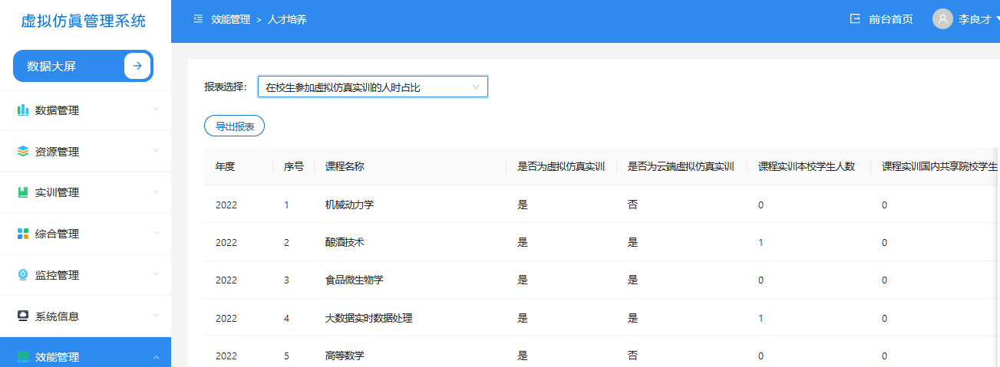 虚拟仿真管理系统
效能管理 > 人才培养
前台首页
李良才
数据大屏
数据管理
资源管理
实训管理
综合管理
监控管理
系统信息
效能管理
报表选择： 在校生参加虚拟仿真实训的人时占比
导出报表
年度 序号 课程名称 是否为虚拟仿真实训 是否为云端虚拟仿真实训 课程实训本校学生人数 课程实训国内共享院校学生
2022 1 机械动力学 是 否 0 0
2022 2 酿酒技术 是 是 1 0
2022 3 食品微生物学 是 是 0 0
2022 4 大数据实时数据处理 是 是 1 0
2022 5 高等数学 是 否 0 0